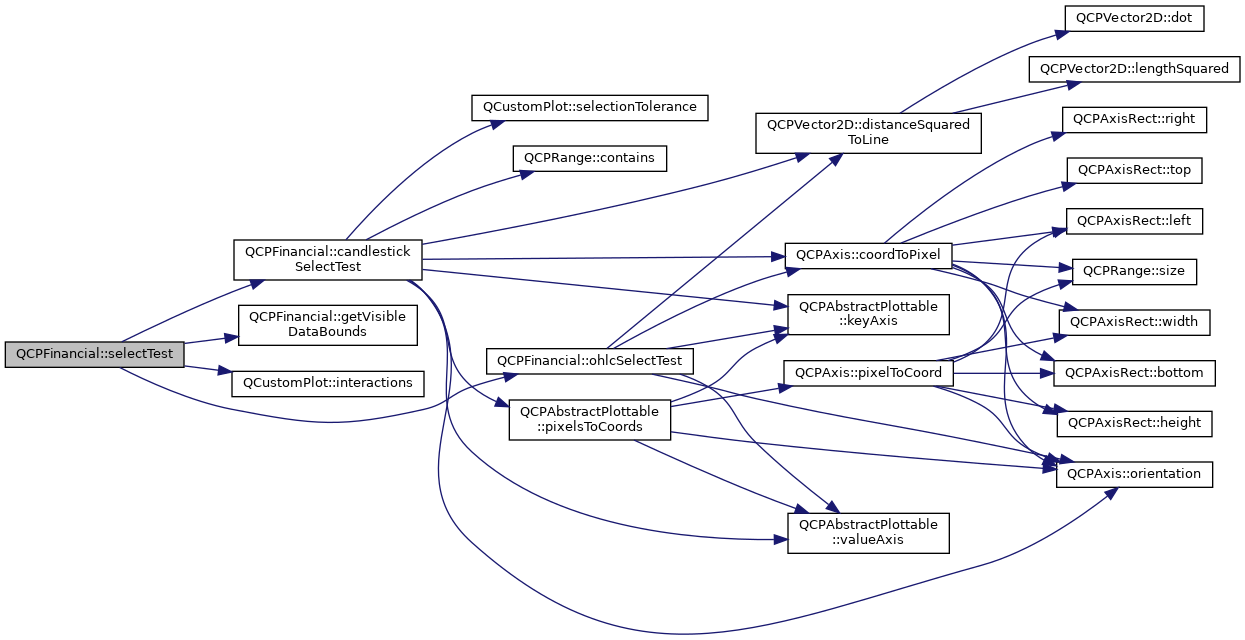 QCPFinancial::selectTest
QCPFinancial::candlestick
SelectTest
QCPFinancial::getVisible
DataBounds
QCustomPlot::interactions
QCustomPlot::selectionTolerance
QCPRange::contains
QCPFinancial::ohlcSelectTest
QCPAbstractPlottable
::pixelsToCoords
QCPVector2D::distanceSquared
ToLine
QCPAxis::coordToPixel
QCPAbstractPlottable
::keyAxis
QCPAxis::pixelToCoord
QCPAbstractPlottable
::valueAxis
QCPVector2D::dot
QCPVector2D::lengthSquared
QCPAxisRect::right
QCPAxisRect::top
QCPAxisRect::left
QCPRange::size
QCPAxisRect::width
QCPAxisRect::bottom
QCPAxisRect::height
QCPAxis::orientation